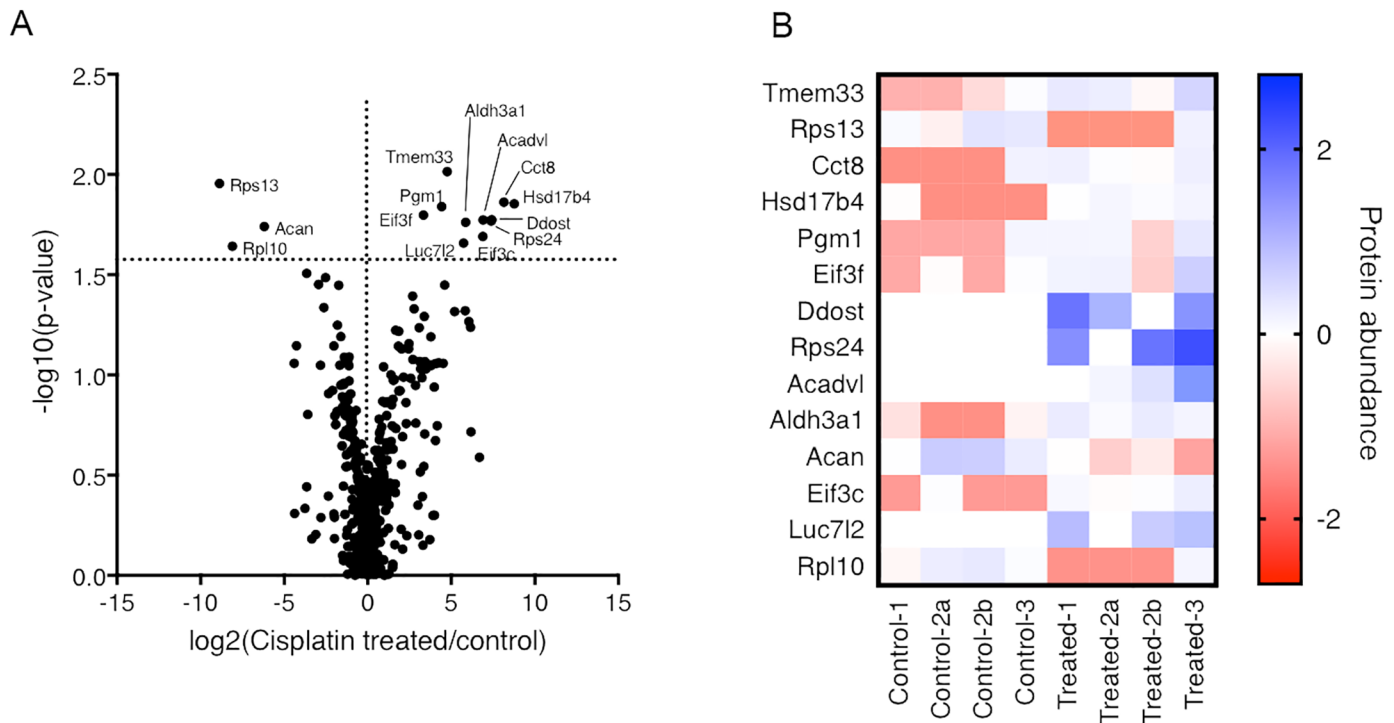 A
B
2.5
2.0
1.5
1.0
0.5
0.0
-15
-10
-5
0
5
10
15
-log10(p-value)
log2(Cisplatin treated/control)
Aldh3a1
Acadvl
Tmem33
Cct8
Rps13
Pgm1
Hsd17b4
Eif3f
Ddost
Acan
Rps24
Rpl10
Luc7l2
Eif3c
Tmem33
Rps13
Cct8
Hsd17b4
Pgm1
Eif3f
Ddost
Rps24
Acadvl
Aldh3a1
Acan
Eif3c
Luc7l2
Rpl10
Control-1
Control-2a
Control-2b
Control-3
Treated-1
Treated-2a
Treated-2b
Treated-3
2
0
-2
Protein abundance